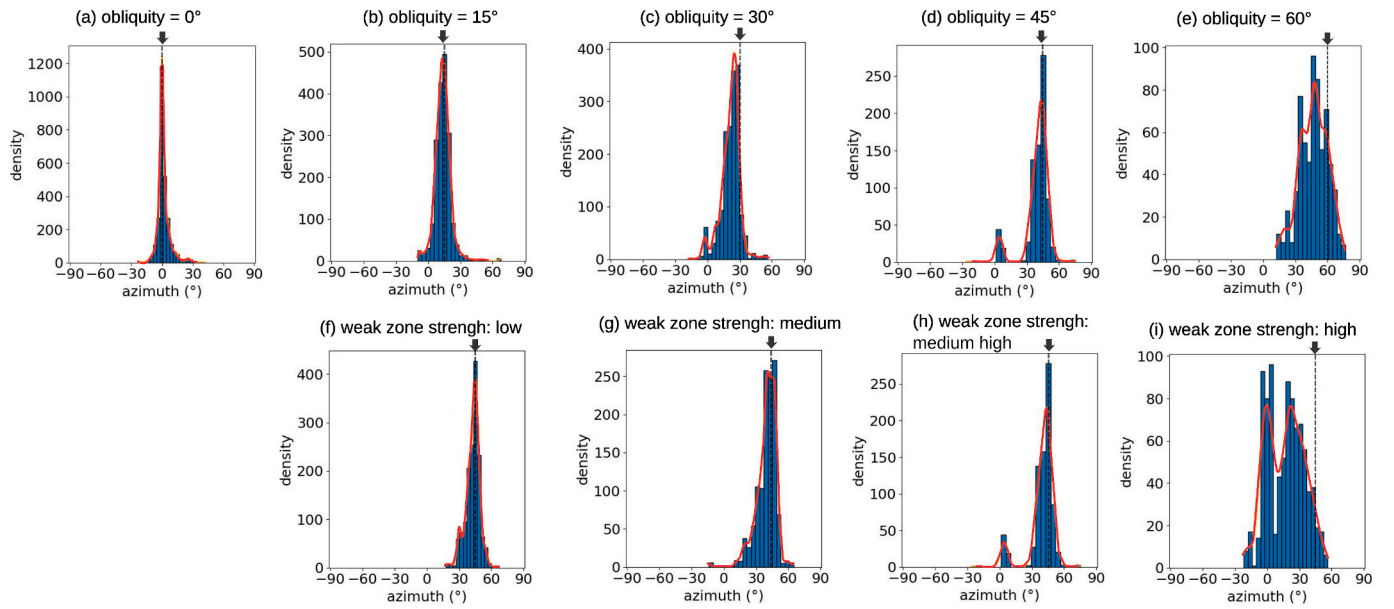 (a) obliquity = 0°
(b) obliquity = 15°
(c) obliquity = 30°
(d) obliquity = 45°
(e) obliquity = 60°
density
1200
1000
800
600
400
200
0
−90 −60 −30 0 30 60 90
azimuth (°)
density
500
400
300
200
100
0
−90 −60 −30 0 30 60 90
azimuth (°)
density
400
300
200
100
0
−90 −60 −30 0 30 60 90
azimuth (°)
density
250
200
150
100
50
0
−90 −60 −30 0 30 60 90
azimuth (°)
density
100
80
60
40
20
0
−90 −60 −30 0 30 60 90
azimuth (°)
(f) weak zone strengh: low
(g) weak zone strengh: medium
(h) weak zone strengh:
medium high
(i) weak zone strengh: high
density
400
300
200
100
0
−90 −60 −30 0 30 60 90
azimuth (°)
density
250
200
150
100
50
0
−90 −60 −30 0 30 60 90
azimuth (°)
density
250
200
150
100
50
0
−90 −60 −30 0 30 60 90
azimuth (°)
density
100
80
60
40
20
0
−90 −60 −30 0 30 60 90
azimuth (°)